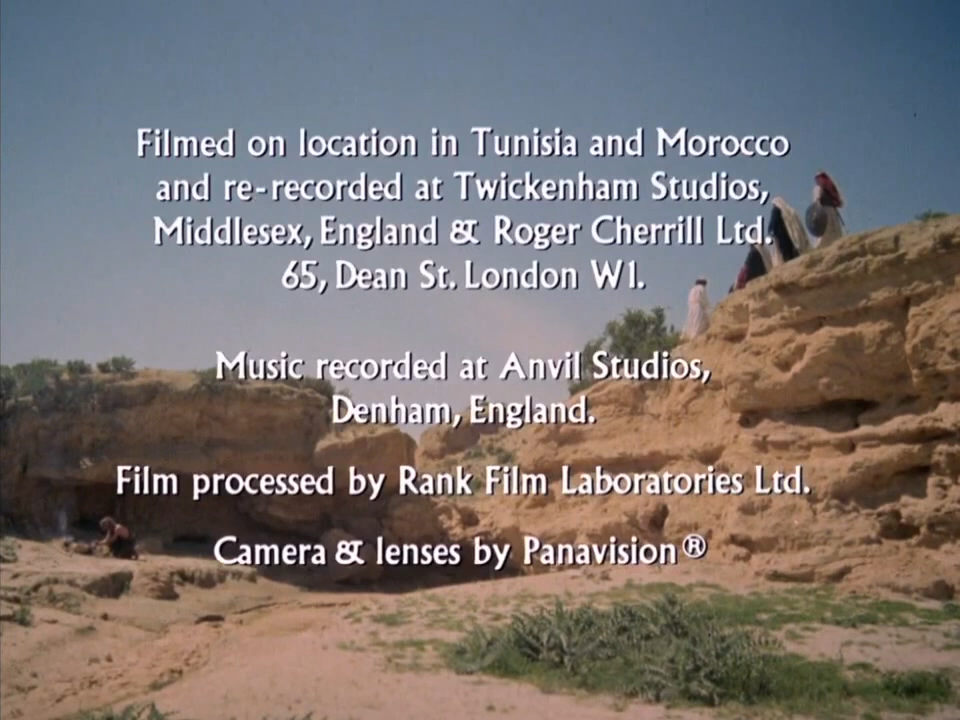 Filmed on location in Tunisia and Morocco
and re-recorded at Twickenham Studios,
Middlesex, England & Roger Cherrill Ltd.
65, Dean St. London W1.
Music recorded at Anvil Studios,
Denham, England.
Film processed by Rank Film Laboratories Ltd.
Camera & lenses by Panavision®